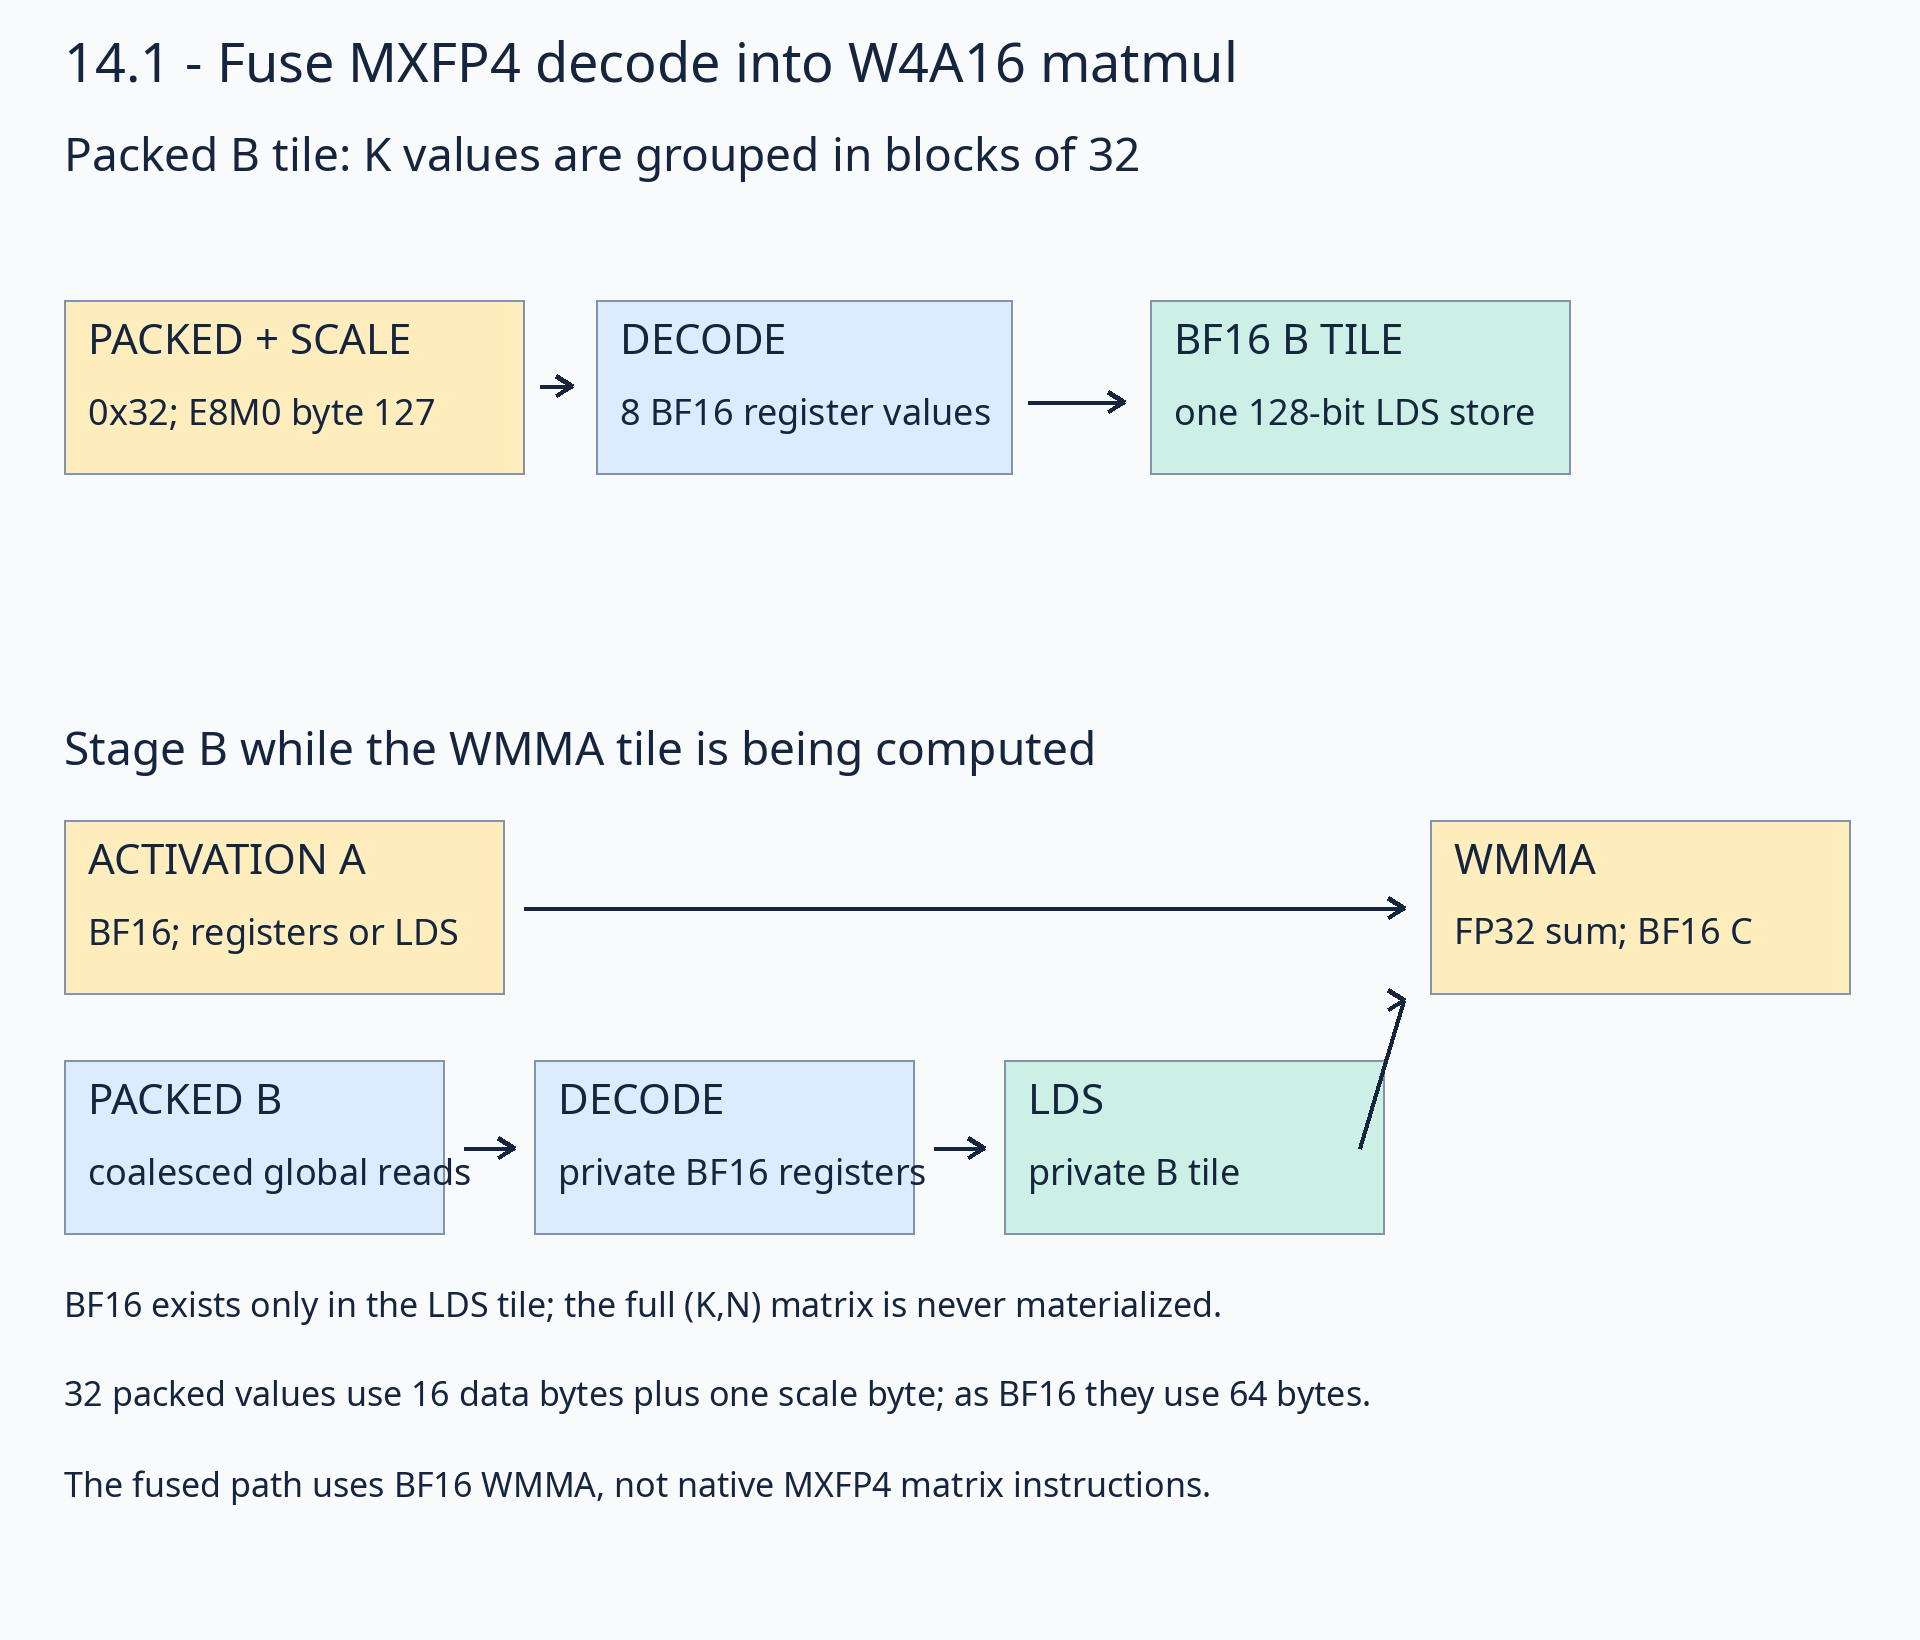 14.1 - Fuse MXFP4 decode into W4A16 matmul
Packed B tile: K values are grouped in blocks of 32
PACKED + SCALE
0x32; E8M0 byte 127
DECODE
8 BF16 register values
BF16 B TILE
one 128-bit LDS store
Stage B while the WMMA tile is being computed
ACTIVATION A
BF16; registers or LDS
WMMA
FP32 sum; BF16 C
PACKED B
coalesced global reads
DECODE
private BF16 registers
LDS
private B tile
BF16 exists only in the LDS tile; the full (K,N) matrix is never materialized.
32 packed values use 16 data bytes plus one scale byte; as BF16 they use 64 bytes.
The fused path uses BF16 WMMA, not native MXFP4 matrix instructions.